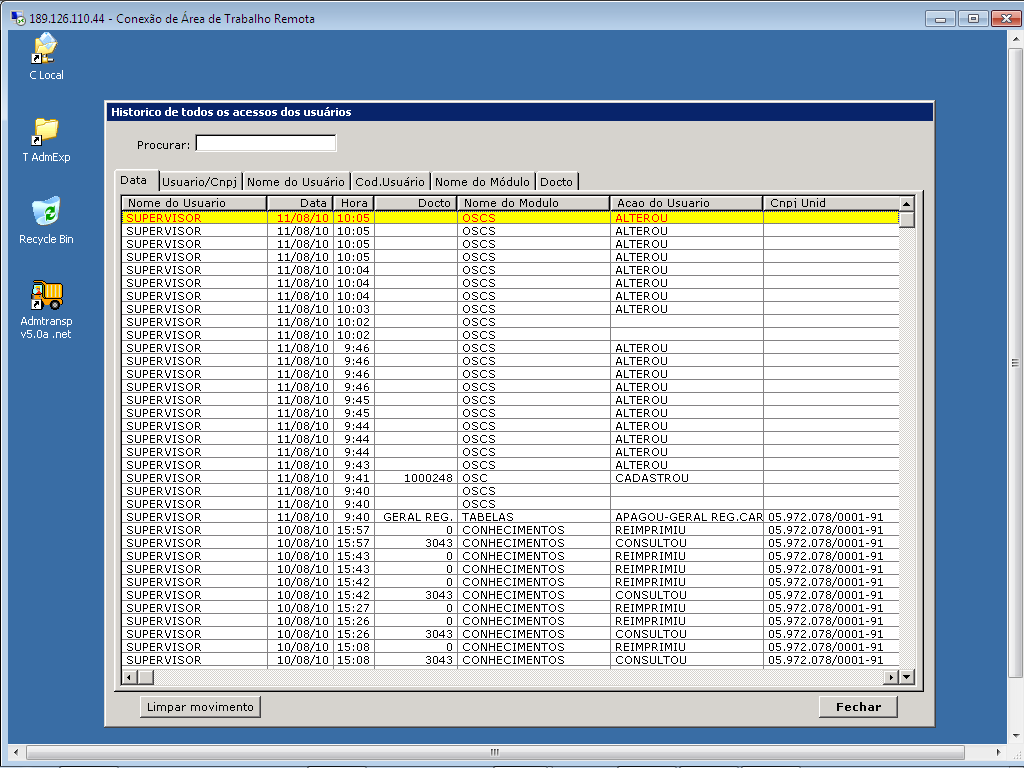 189.126.110.44 - Conexão de Área de Trabalho Remota
C Local
T AdmExp
Recycle Bin
Admtransp
v5.0a .net
Historico de todos os acessos dos usuários
Procurar:
Data Usuario/Cnpj Nome do Usuário Cod.Usuário Nome do Módulo Docto
Nome do Usuario Data Hora Docto Nome do Modulo Acao do Usuario Cnpj Unid
SUPERVISOR 11/08/10 10:05 OSCS ALTEROU
SUPERVISOR 11/08/10 10:05 OSCS ALTEROU
SUPERVISOR 11/08/10 10:05 OSCS ALTEROU
SUPERVISOR 11/08/10 10:05 OSCS ALTEROU
SUPERVISOR 11/08/10 10:04 OSCS ALTEROU
SUPERVISOR 11/08/10 10:04 OSCS ALTEROU
SUPERVISOR 11/08/10 10:04 OSCS ALTEROU
SUPERVISOR 11/08/10 10:03 OSCS ALTEROU
SUPERVISOR 11/08/10 10:02 OSCS
SUPERVISOR 11/08/10 10:02 OSCS
SUPERVISOR 11/08/10 9:46 OSCS ALTEROU
SUPERVISOR 11/08/10 9:46 OSCS ALTEROU
SUPERVISOR 11/08/10 9:46 OSCS ALTEROU
SUPERVISOR 11/08/10 9:46 OSCS ALTEROU
SUPERVISOR 11/08/10 9:45 OSCS ALTEROU
SUPERVISOR 11/08/10 9:45 OSCS ALTEROU
SUPERVISOR 11/08/10 9:44 OSCS ALTEROU
SUPERVISOR 11/08/10 9:44 OSCS ALTEROU
SUPERVISOR 11/08/10 9:44 OSCS ALTEROU
SUPERVISOR 11/08/10 9:43 OSCS ALTEROU
SUPERVISOR 11/08/10 9:41 1000248 OSC CADASTROU
SUPERVISOR 11/08/10 9:40 OSCS
SUPERVISOR 11/08/10 9:40 OSCS
SUPERVISOR 11/08/10 9:40 GERAL REG. TABELAS APAGOU-GERAL REG.CAR 05.972.078/0001-91
SUPERVISOR 10/08/10 15:57 0 CONHECIMENTOS REIMPRIMIU 05.972.078/0001-91
SUPERVISOR 10/08/10 15:57 3043 CONHECIMENTOS CONSULTOU 05.972.078/0001-91
SUPERVISOR 10/08/10 15:43 0 CONHECIMENTOS REIMPRIMIU 05.972.078/0001-91
SUPERVISOR 10/08/10 15:43 0 CONHECIMENTOS REIMPRIMIU 05.972.078/0001-91
SUPERVISOR 10/08/10 15:42 0 CONHECIMENTOS REIMPRIMIU 05.972.078/0001-91
SUPERVISOR 10/08/10 15:42 3043 CONHECIMENTOS CONSULTOU 05.972.078/0001-91
SUPERVISOR 10/08/10 15:27 0 CONHECIMENTOS REIMPRIMIU 05.972.078/0001-91
SUPERVISOR 10/08/10 15:26 0 CONHECIMENTOS REIMPRIMIU 05.972.078/0001-91
SUPERVISOR 10/08/10 15:26 3043 CONHECIMENTOS CONSULTOU 05.972.078/0001-91
SUPERVISOR 10/08/10 15:08 0 CONHECIMENTOS REIMPRIMIU 05.972.078/0001-91
SUPERVISOR 10/08/10 15:08 3043 CONHECIMENTOS CONSULTOU 05.972.078/0001-91
Limpar movimento
Fechar